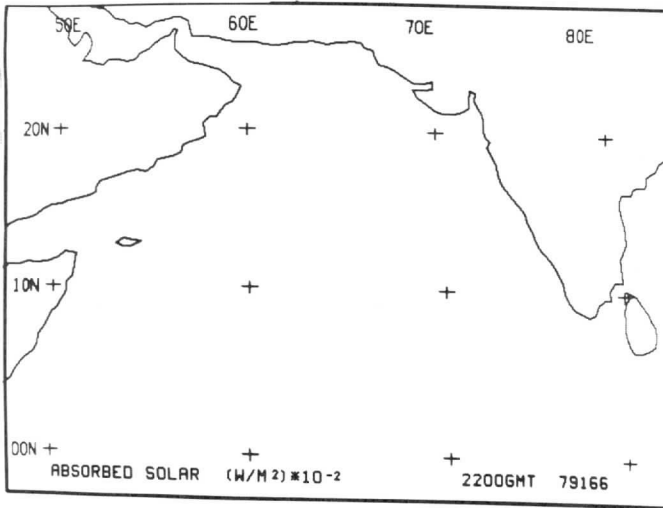 50E 60E 70E 80E
20N
10N
00N
ABSORBED SOLAR (W/M²)*10⁻² 2200GMT 79166